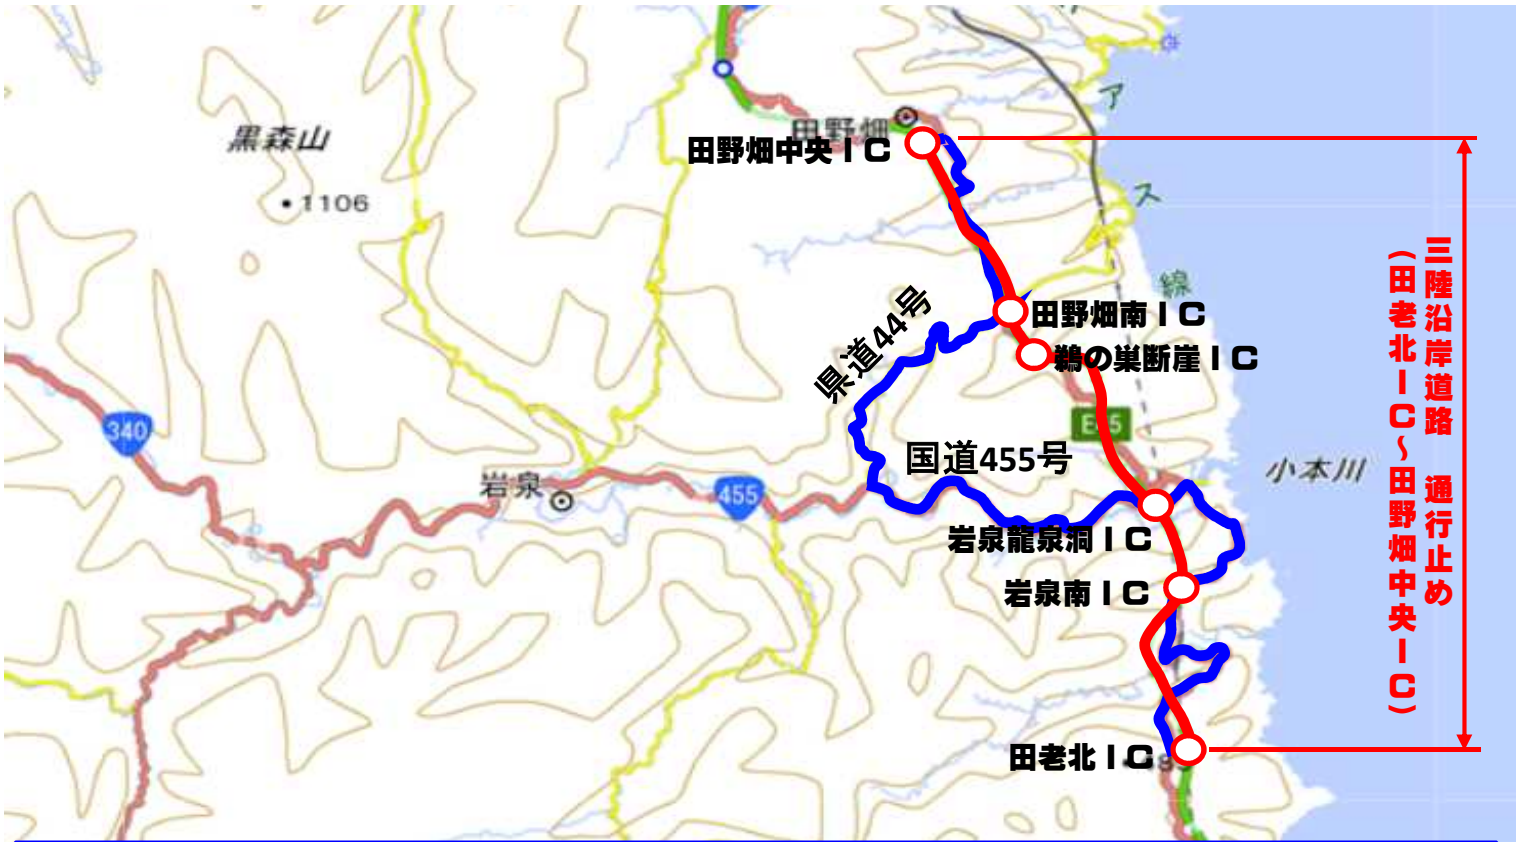 ア
田野畑
黒森山
田野畑中央IC
1106
ス
三陸沿岸道路 通行止め
(田老北IC~田野畑中央IC)
線
県道44号
田野畑南IC
鵜の巣断崖IC
340
国道455号
小本川
岩泉
455
岩泉龍泉洞IC
岩泉南IC
田老北IC